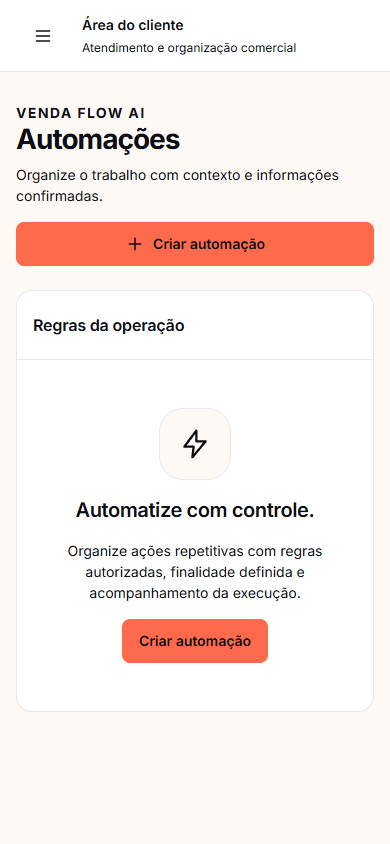 Área do cliente
Atendimento e organização comercial
VENDA FLOW AI
Automações
Organize o trabalho com contexto e informações
confirmadas.
Criar automação
Regras da operação
Automatize com controle.
Organize ações repetitivas com regras
autorizadas, finalidade definida e
acompanhamento da execução.
Criar automação